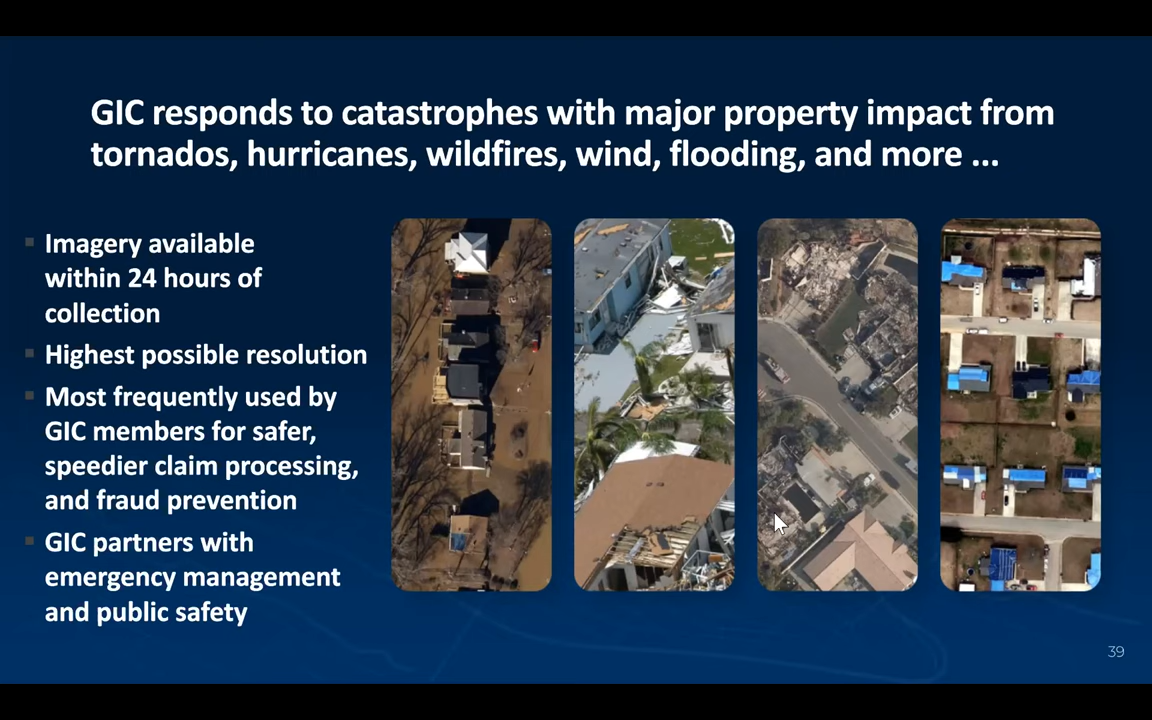 GIC responds to catastrophes with major property impact from
tornados, hurricanes, wildfires, wind, flooding, and more ...
Imagery available
within 24 hours of
collection
Highest possible resolution
Most frequently used by
GIC members for safer,
speedier claim processing,
and fraud prevention
GIC partners with
emergency management
and public safety
39